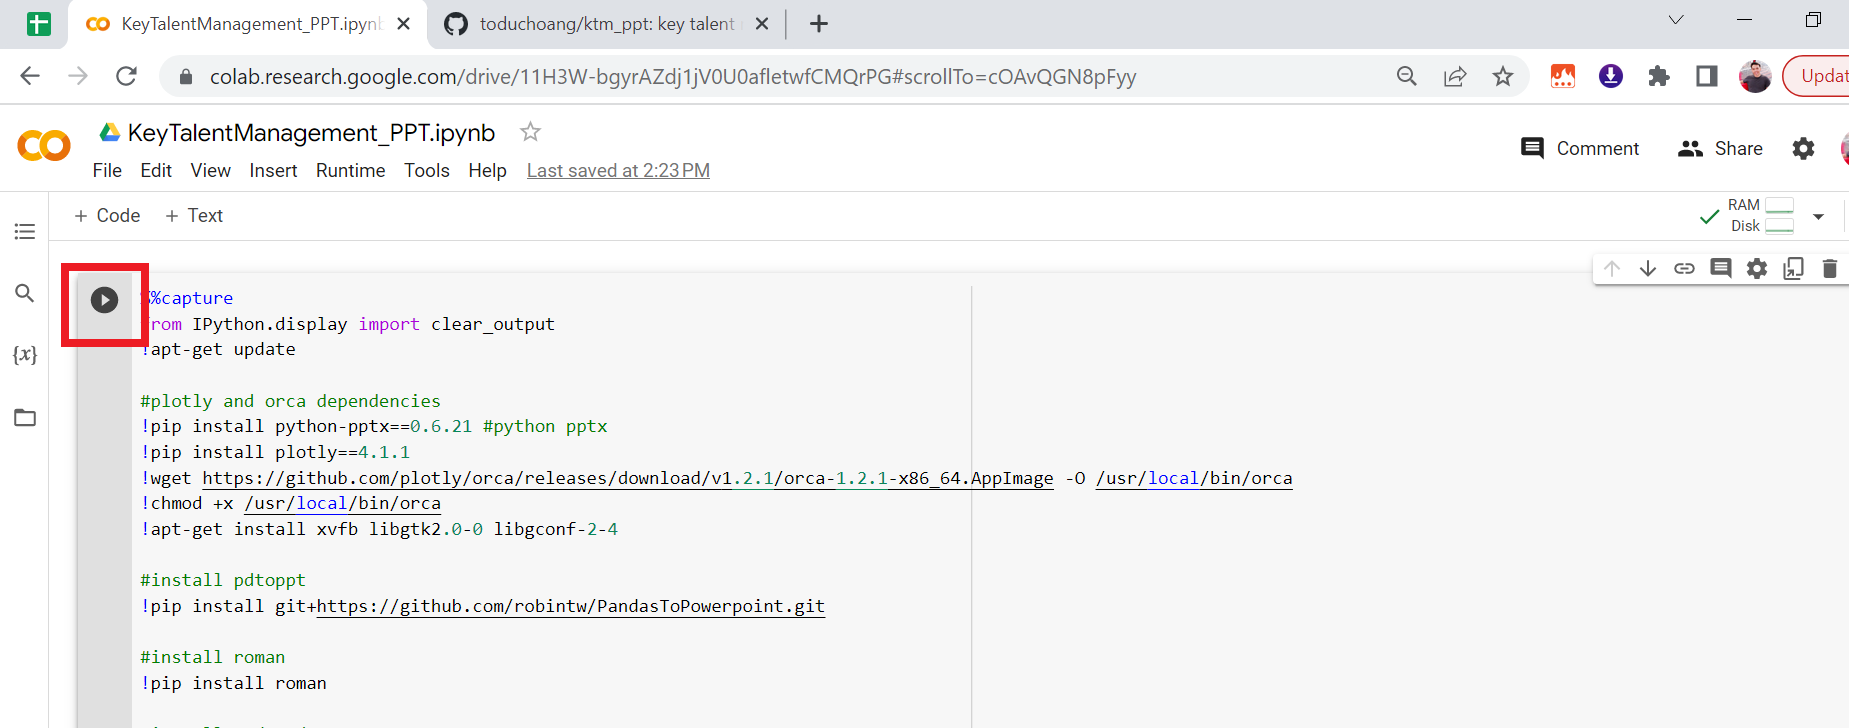 KeyTalentManagement_PPT.ipynb
toduchoang/ktm_ppt: key talent
colab.research.google.com/drive/11H3W-bgyrAZdj1jV0U0afletwfCMQrPG#scrollTo=cOAvQGN8pFyy
Updat
KeyTalentManagement_PPT.ipynb
File Edit View Insert Runtime Tools Help Last saved at 2:23 PM
Comment Share
+ Code + Text
RAM
Disk
{x}
%capture
rom IPython.display import clear_output
!apt-get update
#plotly and orca dependencies
!pip install python-pptx==0.6.21 #python pptx
!pip install plotly==4.1.1
!wget https://github.com/plotly/orca/releases/download/v1.2.1/orca-1.2.1-x86_64.AppImage -O /usr/local/bin/orca
!chmod +x /usr/local/bin/orca
!apt-get install xvfb libgtk2.0-0 libgconf-2-4
#install pdtoppt
!pip install git+https://github.com/robintw/PandasToPowerpoint.git
#install roman
!pip install roman